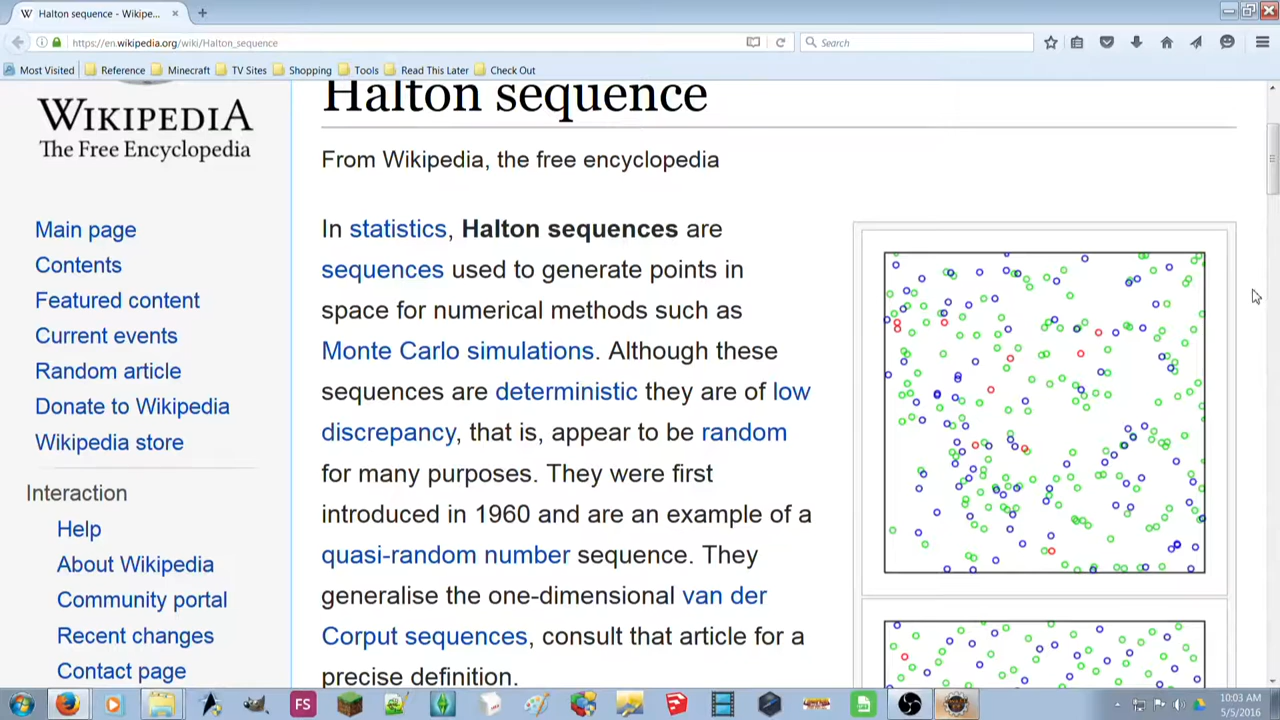 Halton sequence - Wikipe...
https://en.wikipedia.org/wiki/Halton_sequence
Search
Most Visited
Reference
Minecraft
TV Sites
Shopping
Tools
Read This Later
Check Out
WIKIPEDIA
The Free Encyclopedia
Main page
Contents
Featured content
Current events
Random article
Donate to Wikipedia
Wikipedia store
Interaction
Help
About Wikipedia
Community portal
Recent changes
Contact page
Halton sequence
From Wikipedia, the free encyclopedia
In statistics, Halton sequences are
sequences used to generate points in
space for numerical methods such as
Monte Carlo simulations. Although these
sequences are deterministic they are of low
discrepancy, that is, appear to be random
for many purposes. They were first
introduced in 1960 and are an example of a
quasi-random number sequence. They
generalise the one-dimensional van der
Corput sequences, consult that article for a
precise definition.
FS
10:03 AM
5/5/2016